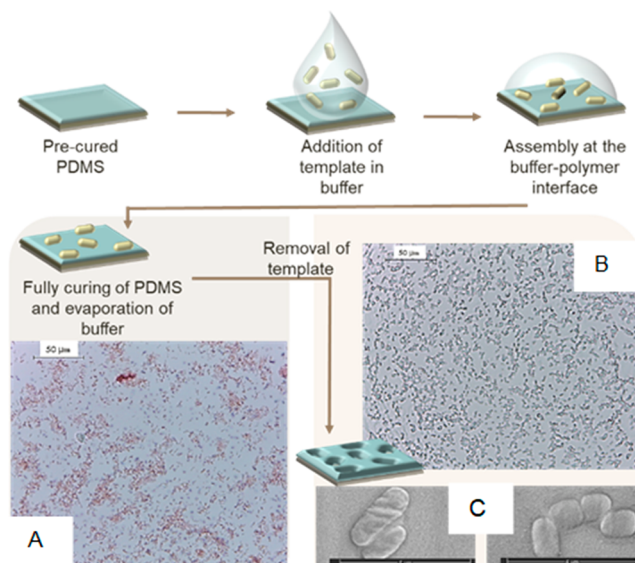 Pre-cured
PDMS
Addition of
template in
buffer
Assembly at the
buffer-polymer
interface
Fully curing of PDMS
and evaporation of
buffer
Removal of
template
50 µm
B
50 µm
A
C